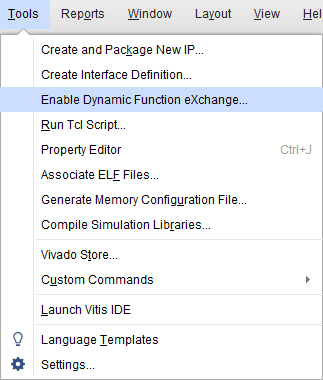 Tools Reports Window Layout View Hel
Create and Package New IP...
Create Interface Definition...
Enable Dynamic Function eXchange...
Run Tcl Script...
Property Editor Ctrl+J
Associate ELF Files...
Generate Memory Configuration File...
Compile Simulation Libraries...
Vivado Store...
Custom Commands
Launch Vitis IDE
Language Templates
Settings...